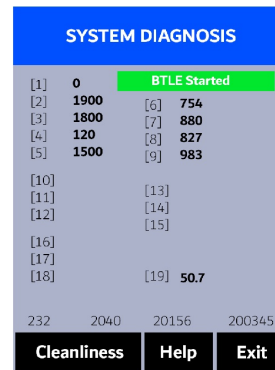 SYSTEM DIAGNOSIS
[1] 0 BTLE Started
[2] 1900 [6] 754
[3] 1800 [7] 880
[4] 120 [8] 827
[5] 1500 [9] 983
[10] [13]
[11] [14]
[12] [15]
[16]
[17]
[18] [19] 50.7
232 2040 20156 200345
Cleanliness Help Exit